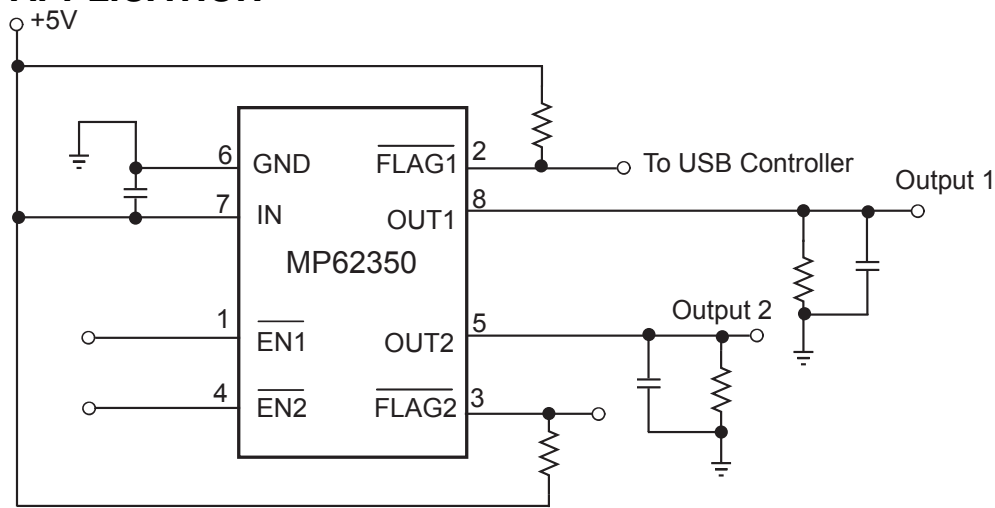 +5V
6
GND
FLAG1
2
To USB Controller
7
IN
OUT1
8
Output 1
MP62350
1
EN1
OUT2
5
Output 2
4
EN2
FLAG2
3